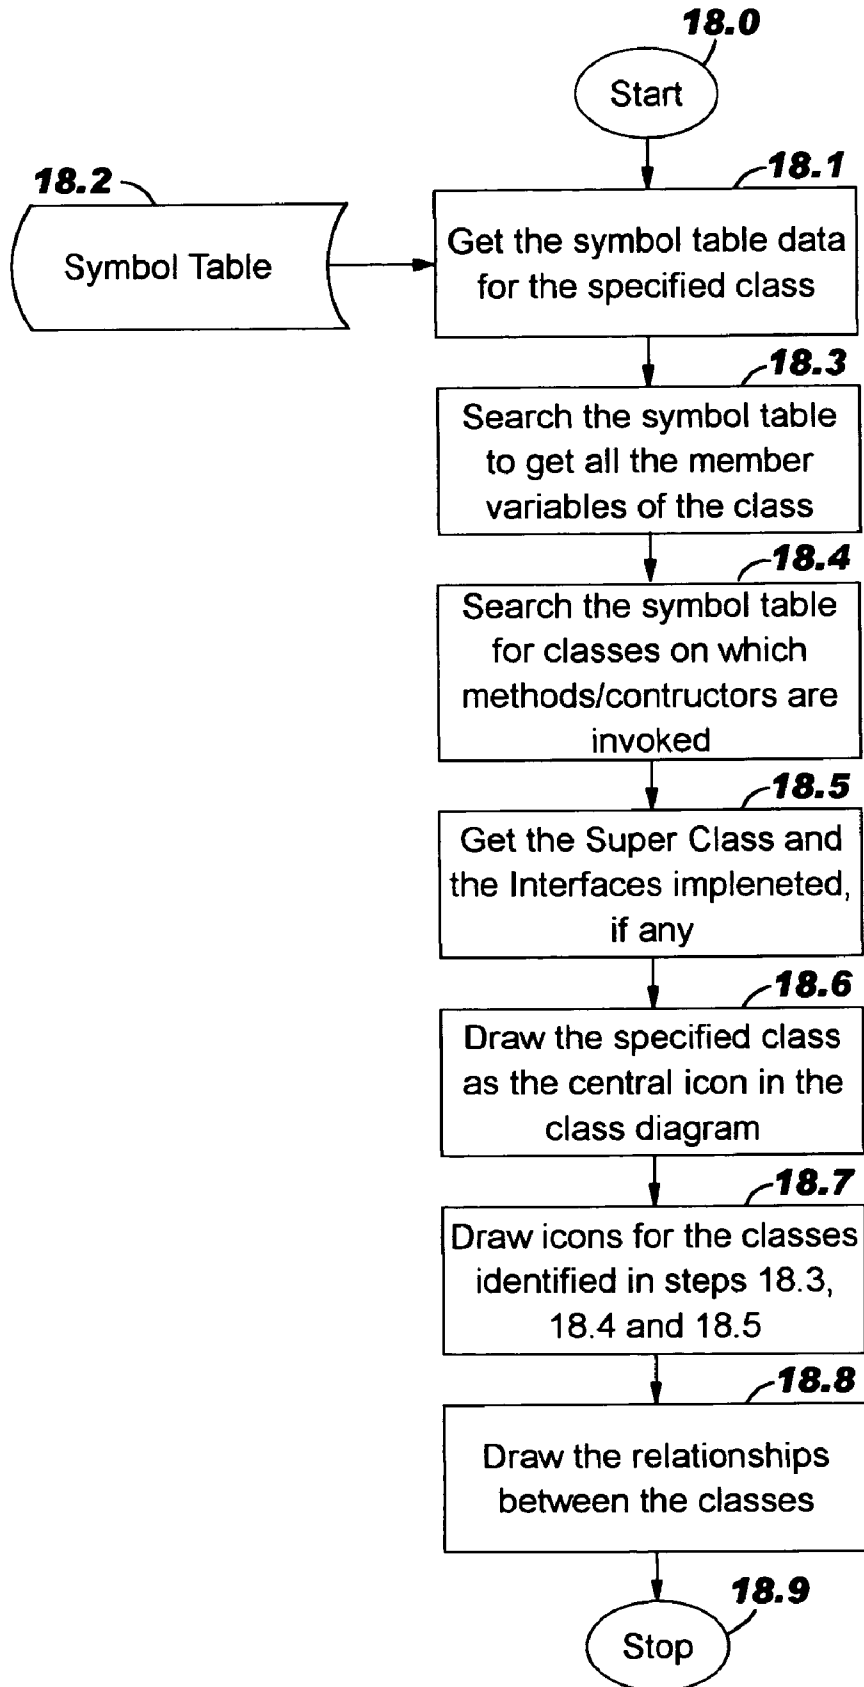 18.0
Start
18.1
18.2
Get the symbol table data
for the specified class
Symbol Table
18.3
Search the symbol table
to get all the member
variables of the class
18.4
Search the symbol table
for classes on which
methods/contructors are
invoked
18.5
Get the Super Class and
the Interfaces impleneted,
if any
18.6
Draw the specified class
as the central icon in the
class diagram
18.7
Draw icons for the classes
identified in steps 18.3,
18.4 and 18.5
18.8
Draw the relationships
between the classes
18.9
Stop